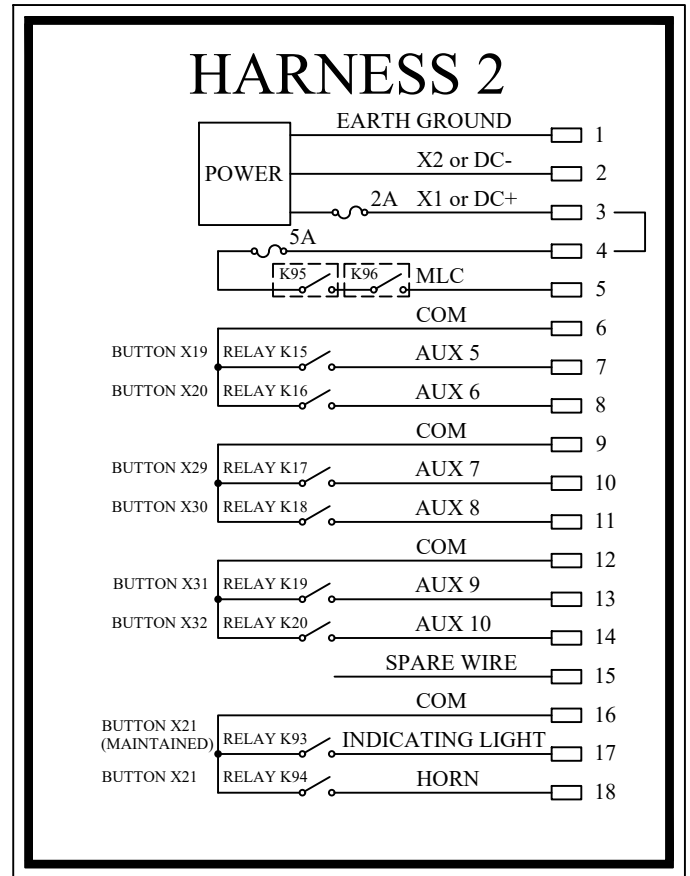 HARNESS 2
EARTH GROUND 1
POWER X2 or DC- 2
2A X1 or DC+ 3
5A 4
K95 K96 MLC 5
COM 6
BUTTON X19 RELAY K15 AUX 5 7
BUTTON X20 RELAY K16 AUX 6 8
COM 9
BUTTON X29 RELAY K17 AUX 7 10
BUTTON X30 RELAY K18 AUX 8 11
COM 12
BUTTON X31 RELAY K19 AUX 9 13
BUTTON X32 RELAY K20 AUX 10 14
SPARE WIRE 15
COM 16
BUTTON X21
(MAINTAINED) RELAY K93 INDICATING LIGHT 17
BUTTON X21 RELAY K94 HORN 18